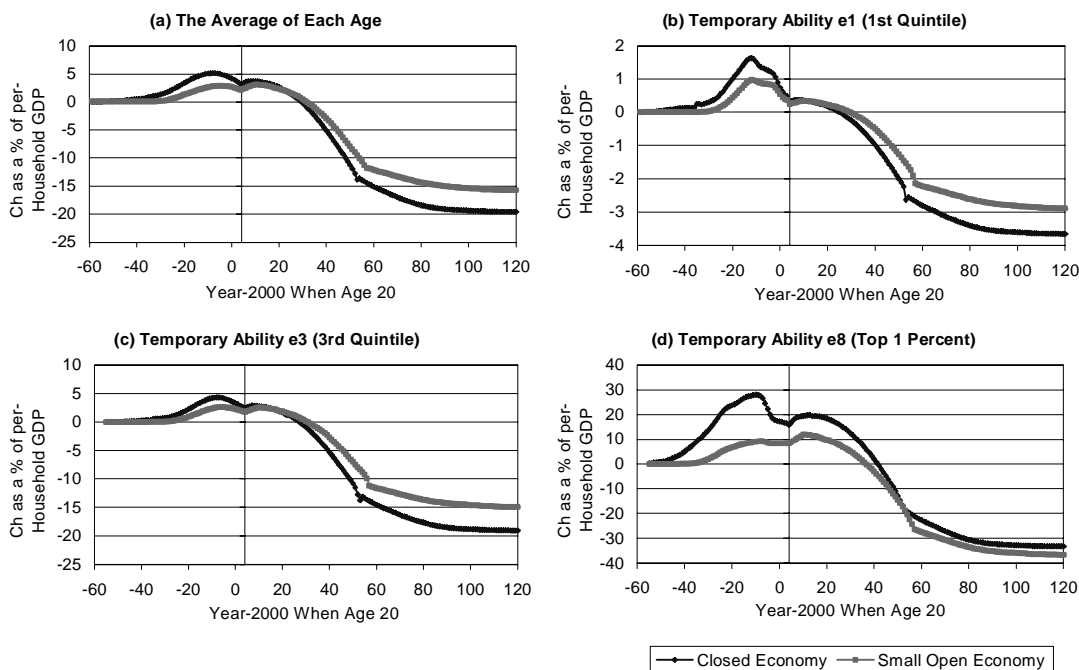 (a) The Average of Each Age
Ch as a % of per-
Household GDP
10
5
0
-5
-10
-15
-20
-25
-60 -40 -20 0 20 40 60 80 100 120
Year-2000 When Age 20
(b) Temporary Ability e1 (1st Quintile)
Ch as a % of per-
Household GDP
2
1
0
-1
-2
-3
-4
-60 -40 -20 0 20 40 60 80 100 120
Year-2000 When Age 20
(c) Temporary Ability e3 (3rd Quintile)
Ch as a % of per-
Household GDP
10
5
0
-5
-10
-15
-20
-25
-60 -40 -20 0 20 40 60 80 100 120
Year-2000 When Age 20
(d) Temporary Ability e8 (Top 1 Percent)
Ch as a % of per-
Household GDP
40
30
20
10
0
-10
-20
-30
-40
-60 -40 -20 0 20 40 60 80 100 120
Year-2000 When Age 20
Closed Economy Small Open Economy